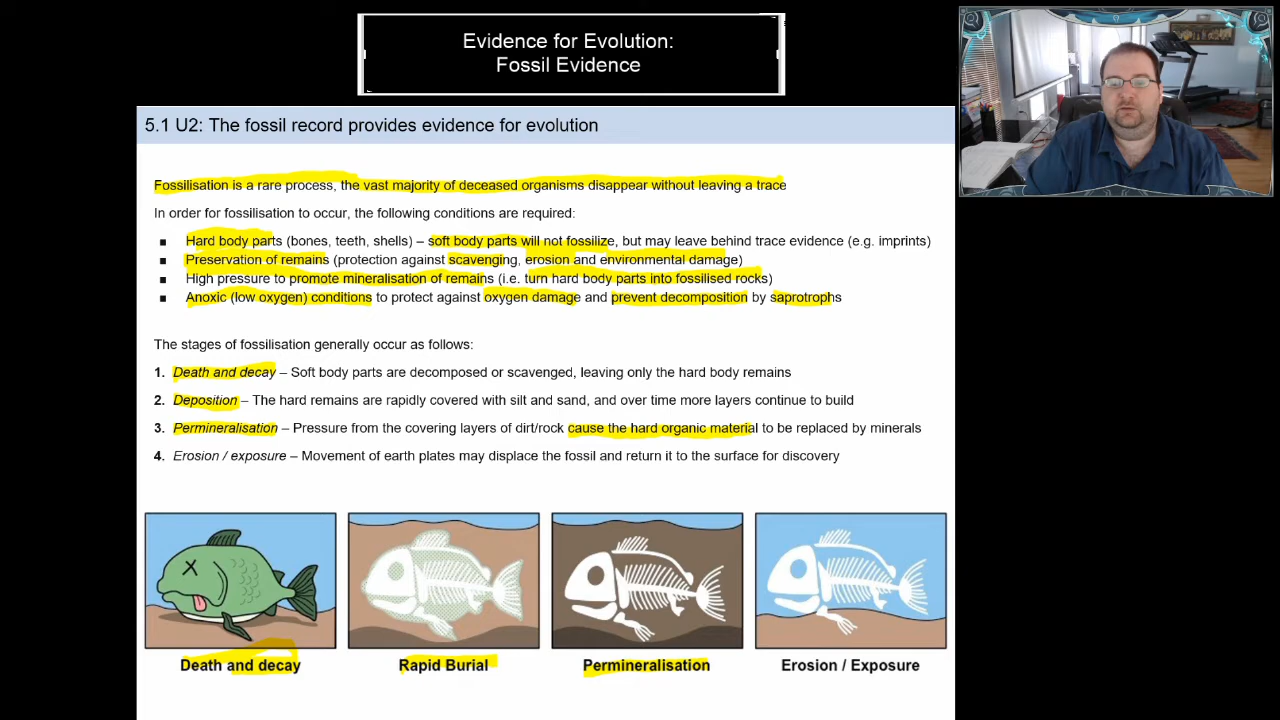 Evidence for Evolution:
Fossil Evidence
5.1 U2: The fossil record provides evidence for evolution
Fossilisation is a rare process, the vast majority of deceased organisms disappear without leaving a trace
In order for fossilisation to occur, the following conditions are required:
■ Hard body parts (bones, teeth, shells) – soft body parts will not fossilize, but may leave behind trace evidence (e.g. imprints)
■ Preservation of remains (protection against scavenging, erosion and environmental damage)
■ High pressure to promote mineralisation of remains (i.e. turn hard body parts into fossilised rocks)
■ Anoxic (low oxygen) conditions to protect against oxygen damage and prevent decomposition by saprotrophs
The stages of fossilisation generally occur as follows:
1. Death and decay – Soft body parts are decomposed or scavenged, leaving only the hard body remains
2. Deposition – The hard remains are rapidly covered with silt and sand, and over time more layers continue to build
3. Permineralisation – Pressure from the covering layers of dirt/rock cause the hard organic material to be replaced by minerals
4. Erosion / exposure – Movement of earth plates may displace the fossil and return it to the surface for discovery
Death and decay
Rapid Burial
Permineralisation
Erosion / Exposure